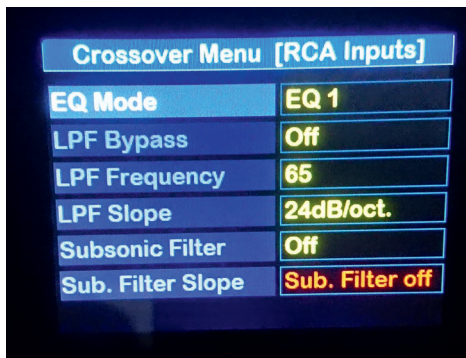 Crossover Menu [RCA Inputs]
EQ Mode EQ 1
LPF Bypass Off
LPF Frequency 65
LPF Slope 24dB/oct.
Subsonic Filter Off
Sub. Filter Slope Sub. Filter off